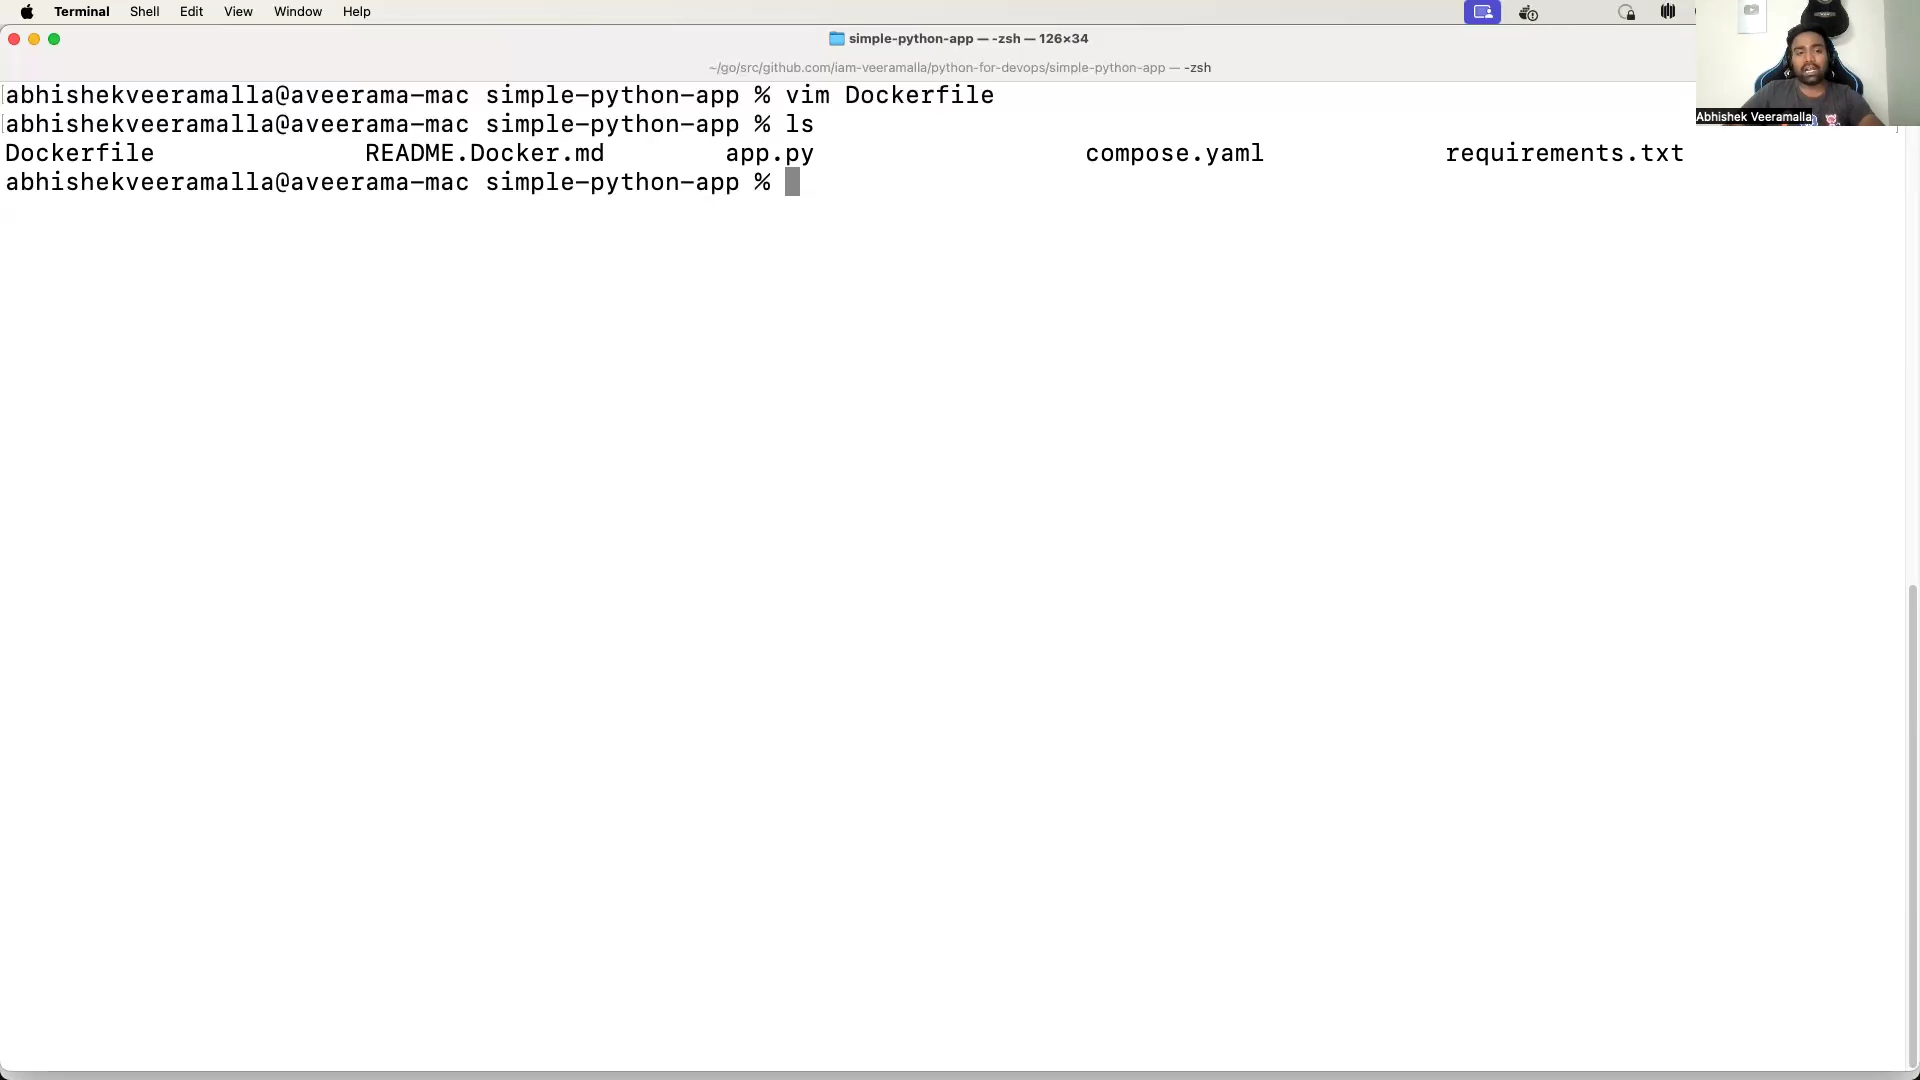 Terminal Shell Edit View Window Help
simple-python-app — -zsh — 126×34
~/go/src/github.com/iam-veeramalla/python-for-devops/simple-python-app — -zsh
abhishekveeramalla@aveerama-mac simple-python-app % vim Dockerfile
abhishekveeramalla@aveerama-mac simple-python-app % ls
Dockerfile README.Docker.md app.py compose.yaml requirements.txt
abhishekveeramalla@aveerama-mac simple-python-app %
Abhishek Veeramalla